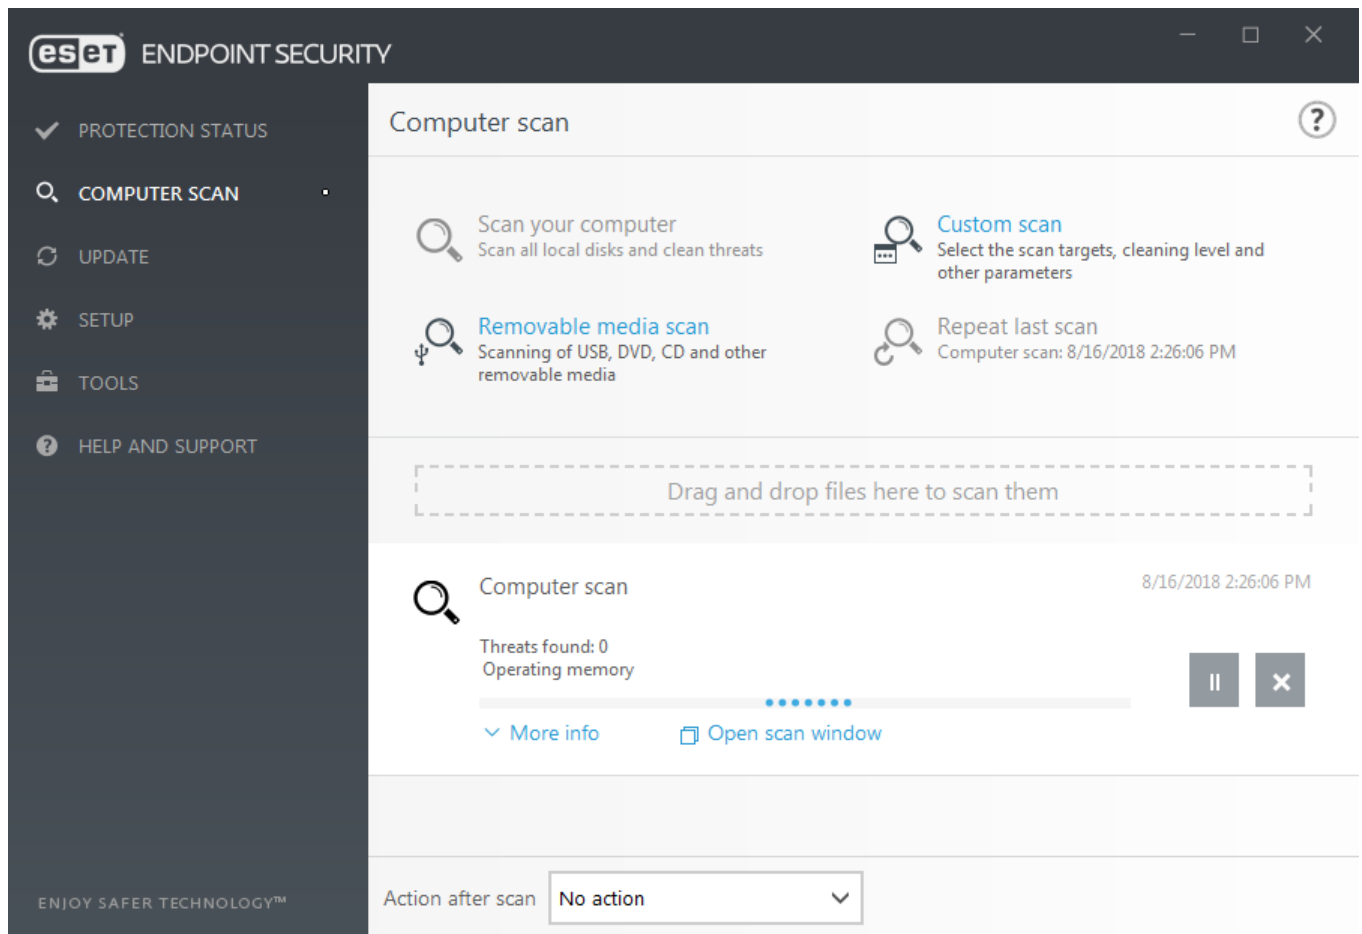 eset ENDPOINT SECURITY
PROTECTION STATUS
COMPUTER SCAN
UPDATE
SETUP
TOOLS
HELP AND SUPPORT
ENJOY SAFER TECHNOLOGY™
Computer scan
?
Scan your computer
Scan all local disks and clean threats
Custom scan
Select the scan targets, cleaning level and
other parameters
Removable media scan
Scanning of USB, DVD, CD and other
removable media
Repeat last scan
Computer scan: 8/16/2018 2:26:06 PM
Drag and drop files here to scan them
Computer scan
8/16/2018 2:26:06 PM
Threats found: 0
Operating memory
More info
Open scan window
Action after scan
No action